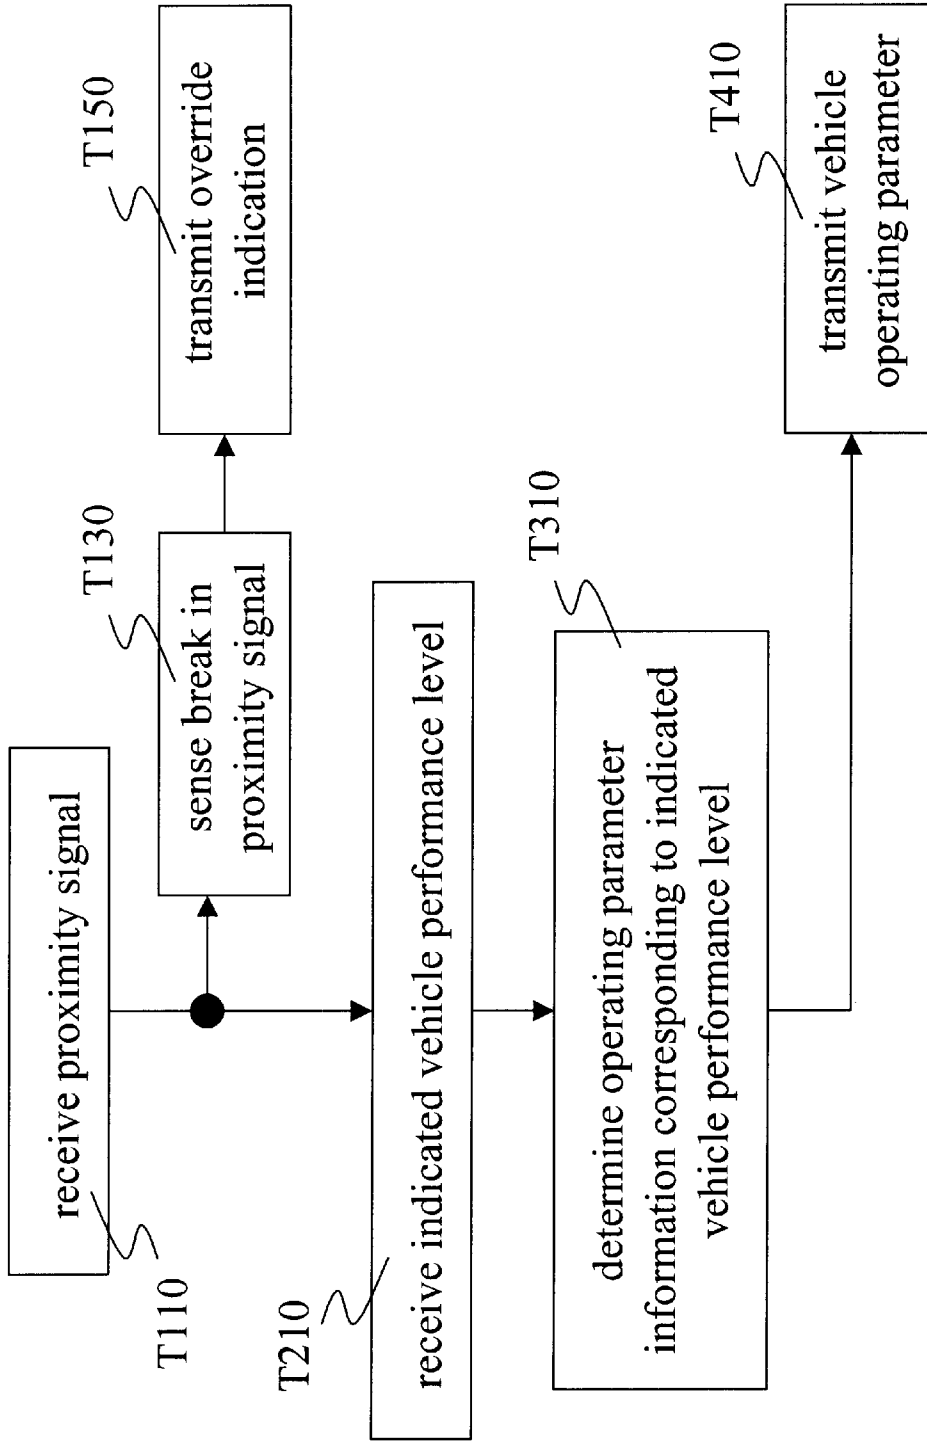 T110
receive proximity signal
T130
sense break in
proximity signal
T150
transmit override
indication
T210
receive indicated vehicle performance level
T310
determine operating parameter
information corresponding to indicated
vehicle performance level
T410
transmit vehicle
operating parameter